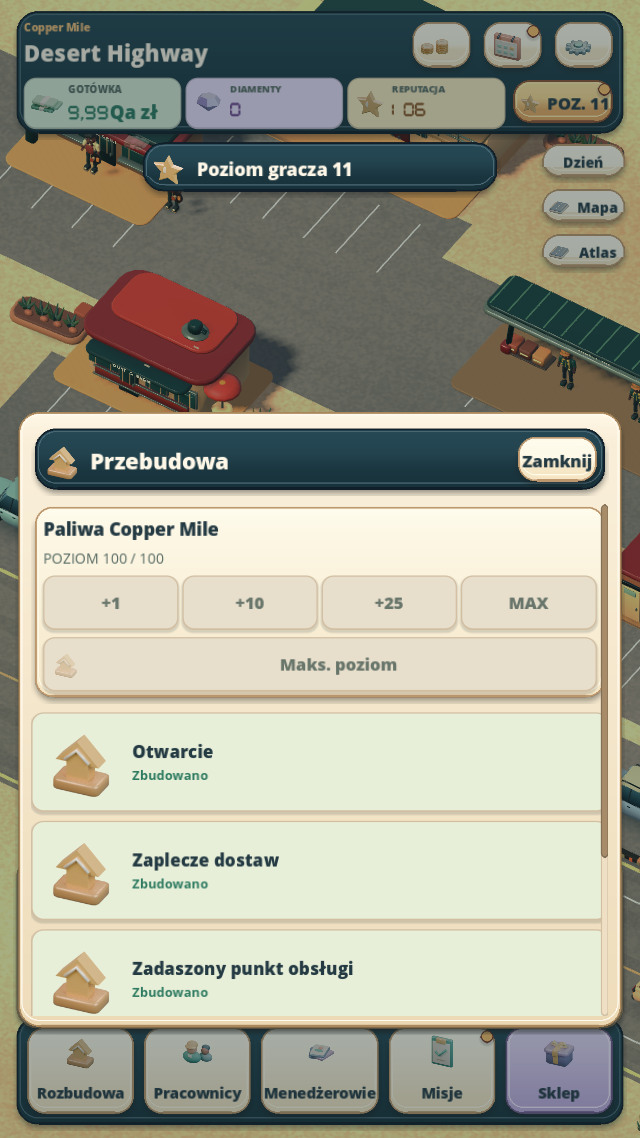 Copper Mile
Desert Highway
GOTÓWKA
9,99Qa zł
DIAMENTY
0
REPUTACJA
106
POZ. 11
Poziom gracza 11
Dzień
Mapa
Atlas
Przebudowa
Zamknij
Paliwa Copper Mile
POZIOM 100 / 100
+1
+10
+25
MAX
Maks. poziom
Otwarcie
Zbudowano
Zaplecze dostaw
Zbudowano
Zadaszony punkt obsługi
Zbudowano
Rozbudowa
Pracownicy
Menedżerowie
Misje
Sklep